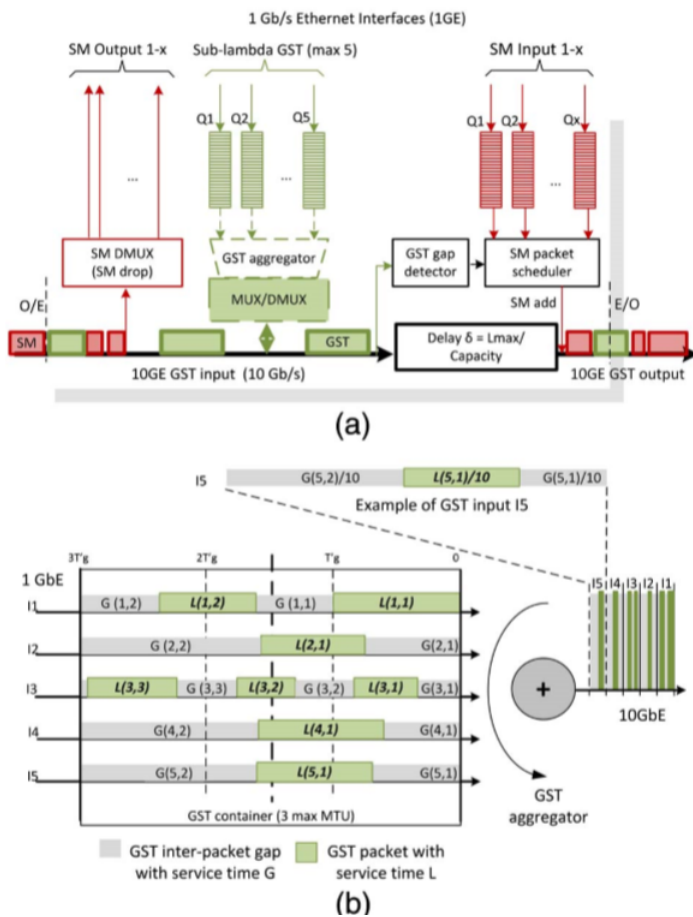 1 Gb/s Ethernet Interfaces (1GE)
SM Output 1-x
Sub-lambda GST (max 5)
SM Input 1-x
Q1 Q2 Q5
Q1 Q2 Qx
... ... ...
SM DMUX
(SM drop)
GST aggregator
MUX/DMUX
GST gap
detector
SM packet
scheduler
O/E
SM add
E/O
SM
GST
Delay δ = Lmax/
Capacity
10GE GST input (10 Gb/s)
10GE GST output
(a)
I5 G(5,2)/10 L(5,1)/10 G(5,1)/10
Example of GST input I5
3T'g 2T'g T'g 0
1 GbE
I1 G (1,2) L(1,2) G (1,1) L(1,1)
I2 G (2,2) L(2,1) G(2,1)
I3 L(3,3) G (3,3) L(3,2) G (3,2) L(3,1) G(3,1)
I4 G(4,2) L(4,1) G(4,1)
I5 G(5,2) L(5,1) G(5,1)
GST container (3 max MTU)
I5 I4 I3 I2 I1
+
10GbE
GST
aggregator
GST inter-packet gap
with service time G
GST packet with
service time L
(b)